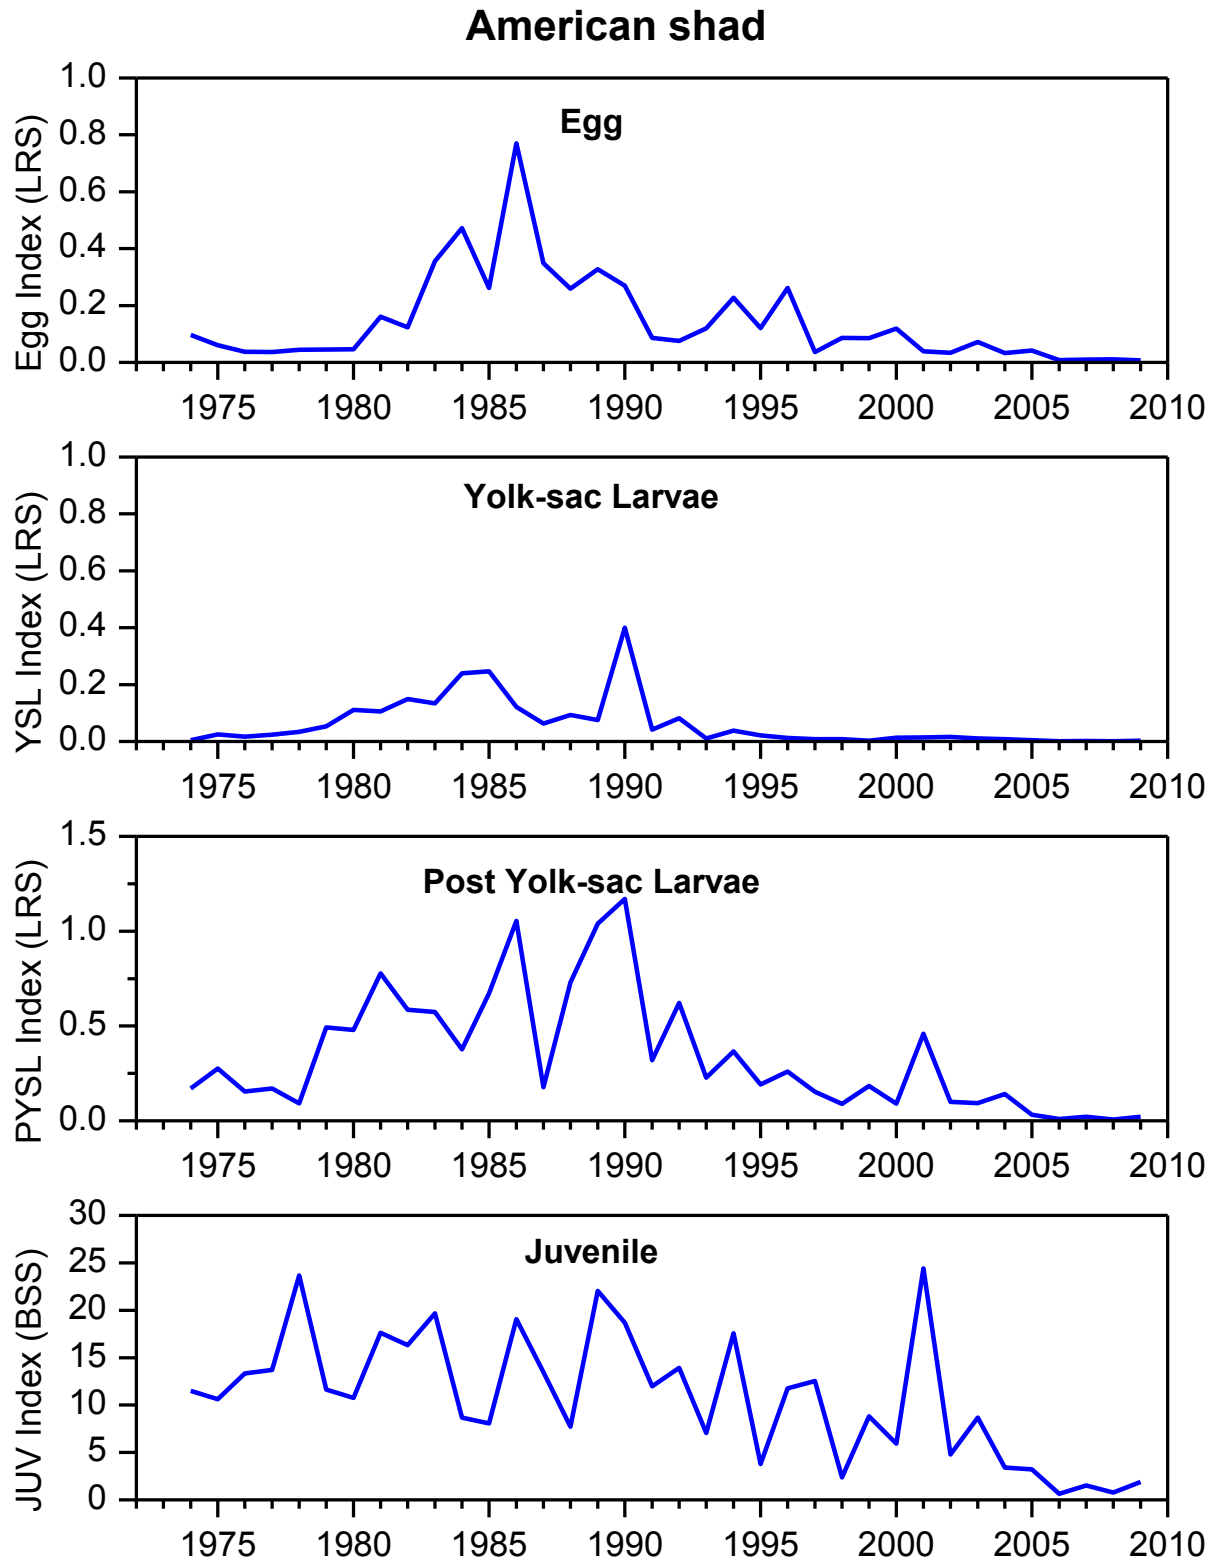 American shad
Egg
Egg Index (LRS)
1.0
0.8
0.6
0.4
0.2
0.0
1975 1980 1985 1990 1995 2000 2005 2010
Yolk-sac Larvae
YSL Index (LRS)
1.0
0.8
0.6
0.4
0.2
0.0
1975 1980 1985 1990 1995 2000 2005 2010
Post Yolk-sac Larvae
PYSL Index (LRS)
1.5
1.0
0.5
0.0
1975 1980 1985 1990 1995 2000 2005 2010
Juvenile
JUV Index (BSS)
30
25
20
15
10
5
0
1975 1980 1985 1990 1995 2000 2005 2010